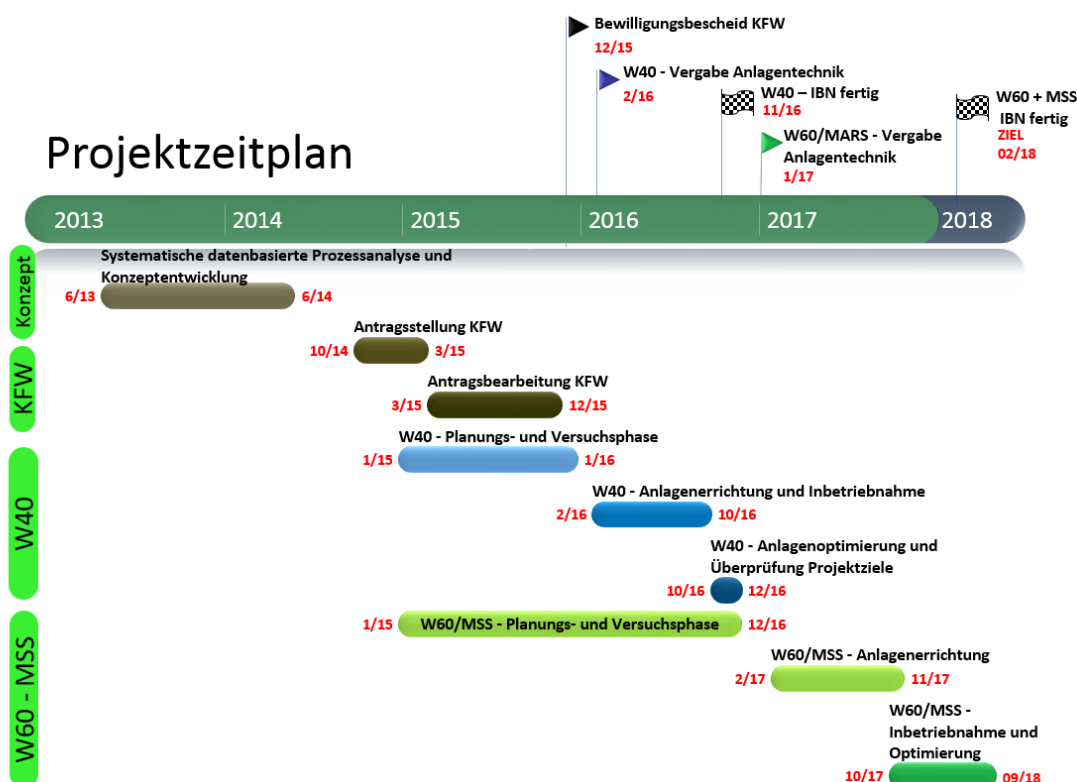 Bewilligungsbescheid KFW
12/15
W40 - Vergabe Anlagentechnik
2/16
W40 – IBN fertig
11/16
W60 + MSS
IBN fertig
ZIEL
02/18
W60/MARS - Vergabe
Anlagentechnik
1/17
Projektzeitplan
2013 2014 2015 2016 2017 2018
Konzept
Systematische datenbasierte Prozessanalyse und
Konzeptentwicklung
6/13 6/14
KFW
Antragsstellung KFW
10/14 3/15
Antragsbearbeitung KFW
3/15 12/15
W40
W40 - Planungs- und Versuchsphase
1/15 1/16
W40 - Anlagenerrichtung und Inbetriebnahme
2/16 10/16
W40 - Anlagenoptimierung und
Überprüfung Projektziele
10/16 12/16
W60 - MSS
1/15 W60/MSS - Planungs- und Versuchsphase 12/16
W60/MSS - Anlagenerrichtung
2/17 11/17
W60/MSS -
Inbetriebnahme und
Optimierung
10/17 09/18